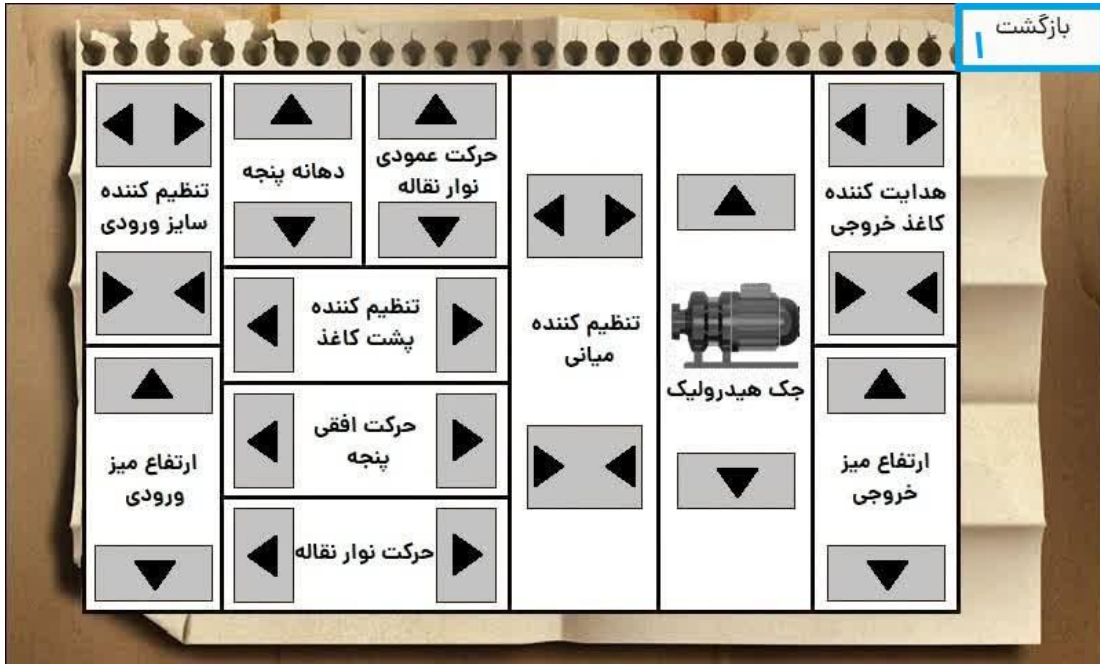 بازگشت
۱
هدایت کننده
کاغذ خروجی
ارتفاع میز
خروجی
جک هیدرولیک
تنظیم کننده
میانی
حرکت عمودی
نوار نقاله
دهانه پنجه
تنظیم کننده
پشت کاغذ
حرکت افقی
پنجه
حرکت نوار نقاله
تنظیم کننده
سایز ورودی
ارتفاع میز
ورودی